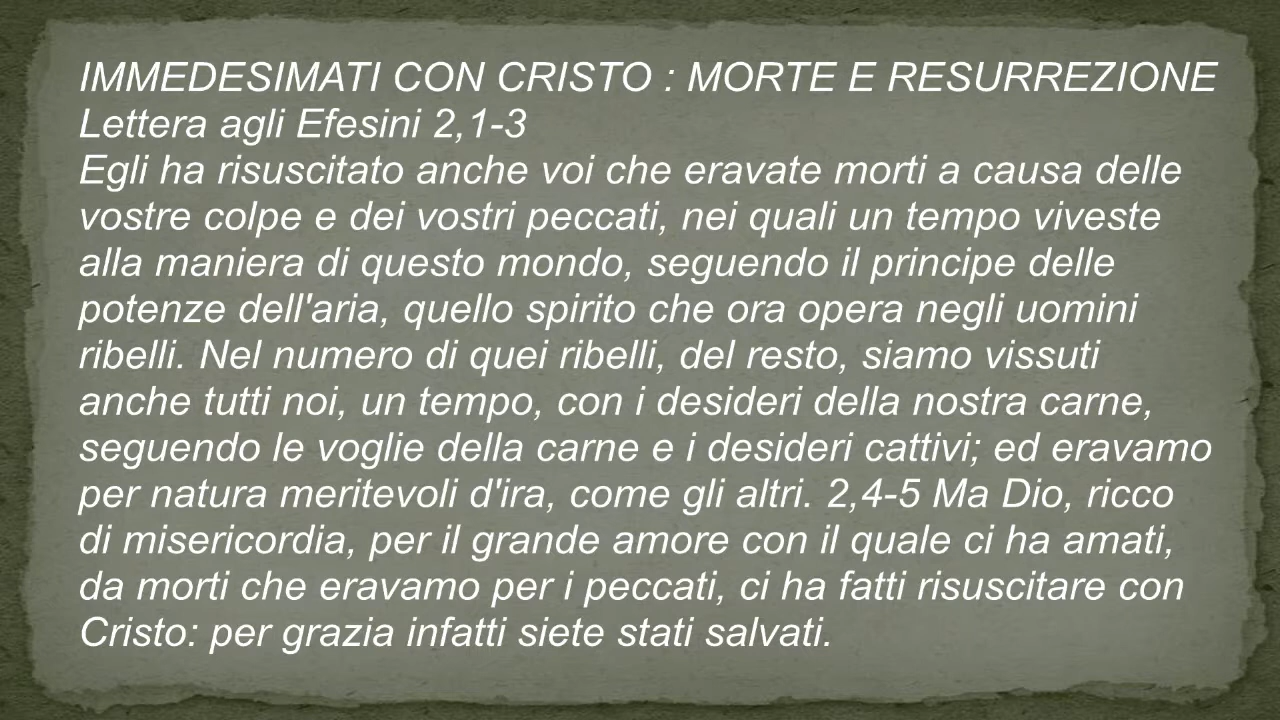 IMMEDESIMATI CON CRISTO : MORTE E RESURREZIONE
Lettera agli Efesini 2,1-3
Egli ha risuscitato anche voi che eravate morti a causa delle
vostre colpe e dei vostri peccati, nei quali un tempo viveste
alla maniera di questo mondo, seguendo il principe delle
potenze dell'aria, quello spirito che ora opera negli uomini
ribelli. Nel numero di quei ribelli, del resto, siamo vissuti
anche tutti noi, un tempo, con i desideri della nostra carne,
seguendo le voglie della carne e i desideri cattivi; ed eravamo
per natura meritevoli d'ira, come gli altri. 2,4-5 Ma Dio, ricco
di misericordia, per il grande amore con il quale ci ha amati,
da morti che eravamo per i peccati, ci ha fatti risuscitare con
Cristo: per grazia infatti siete stati salvati.